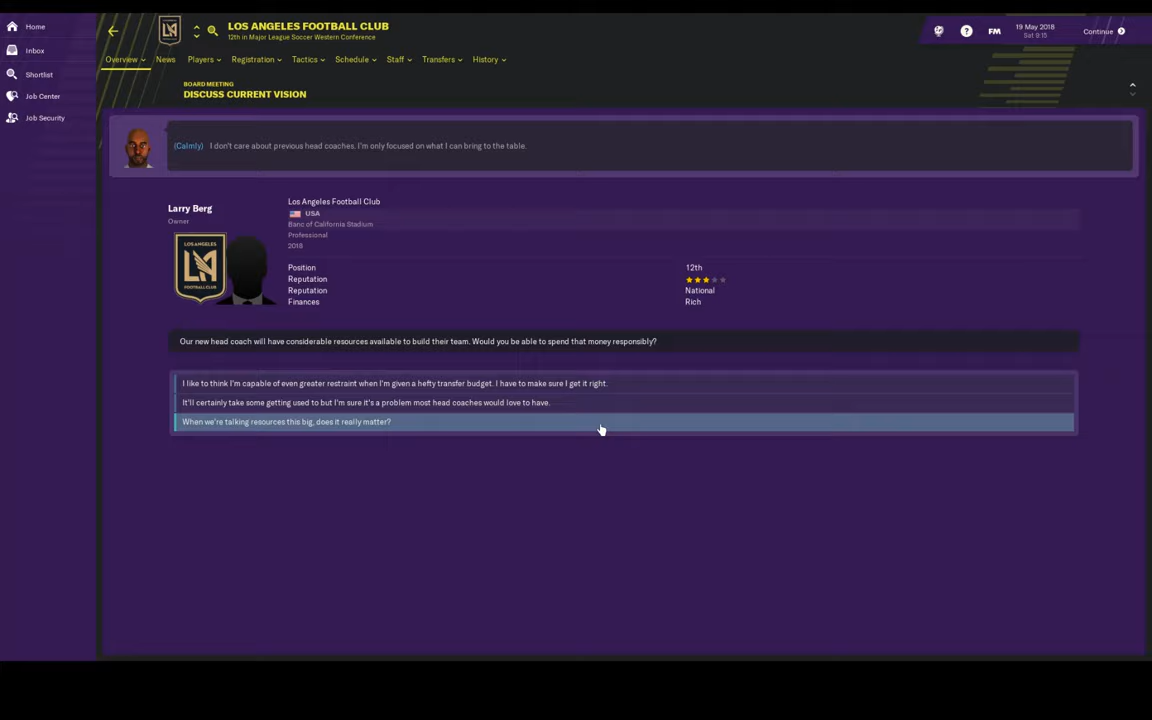 Home
Inbox
Shortlist
Job Center
Job Security
LOS ANGELES FOOTBALL CLUB
12th in Major League Soccer Western Conference
? FM
19 May 2018
Sat 9:15
Continue
Overview News Players Registration Tactics Schedule Staff Transfers History
BOARD MEETING
DISCUSS CURRENT VISION
(Calmly) I don't care about previous head coaches. I'm only focused on what I can bring to the table.
Larry Berg
Owner
LOS ANGELES
FOOTBALL CLUB
Los Angeles Football Club
USA
Banc of California Stadium
Professional
2018
Position 12th
Reputation
Reputation National
Finances Rich
Our new head coach will have considerable resources available to build their team. Would you be able to spend that money responsibly?
I like to think I'm capable of even greater restraint when I'm given a hefty transfer budget. I have to make sure I get it right.
It'll certainly take some getting used to but I'm sure it's a problem most head coaches would love to have.
When we're talking resources this big, does it really matter?